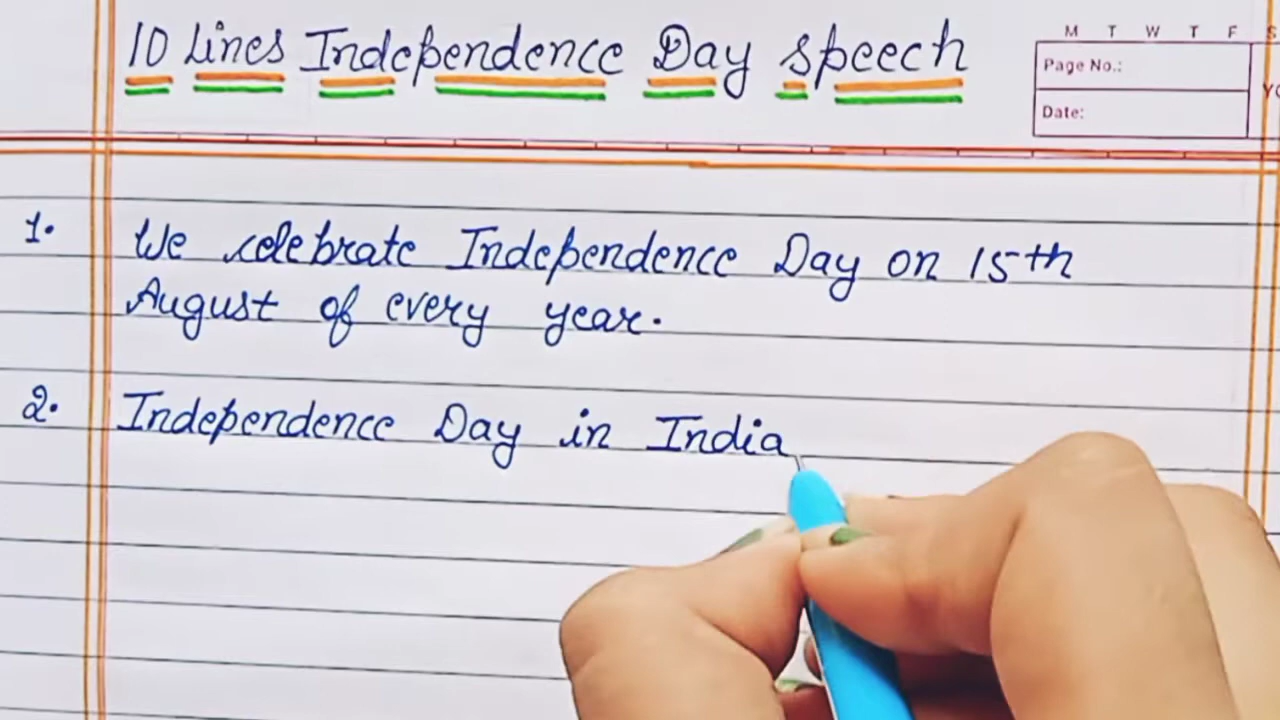 10 Lines Independence Day speech
M T W T F S
Page No.:
Date:
YO
1. We celebrate Independence Day on 15th
August of every year.
2. Independence Day in India